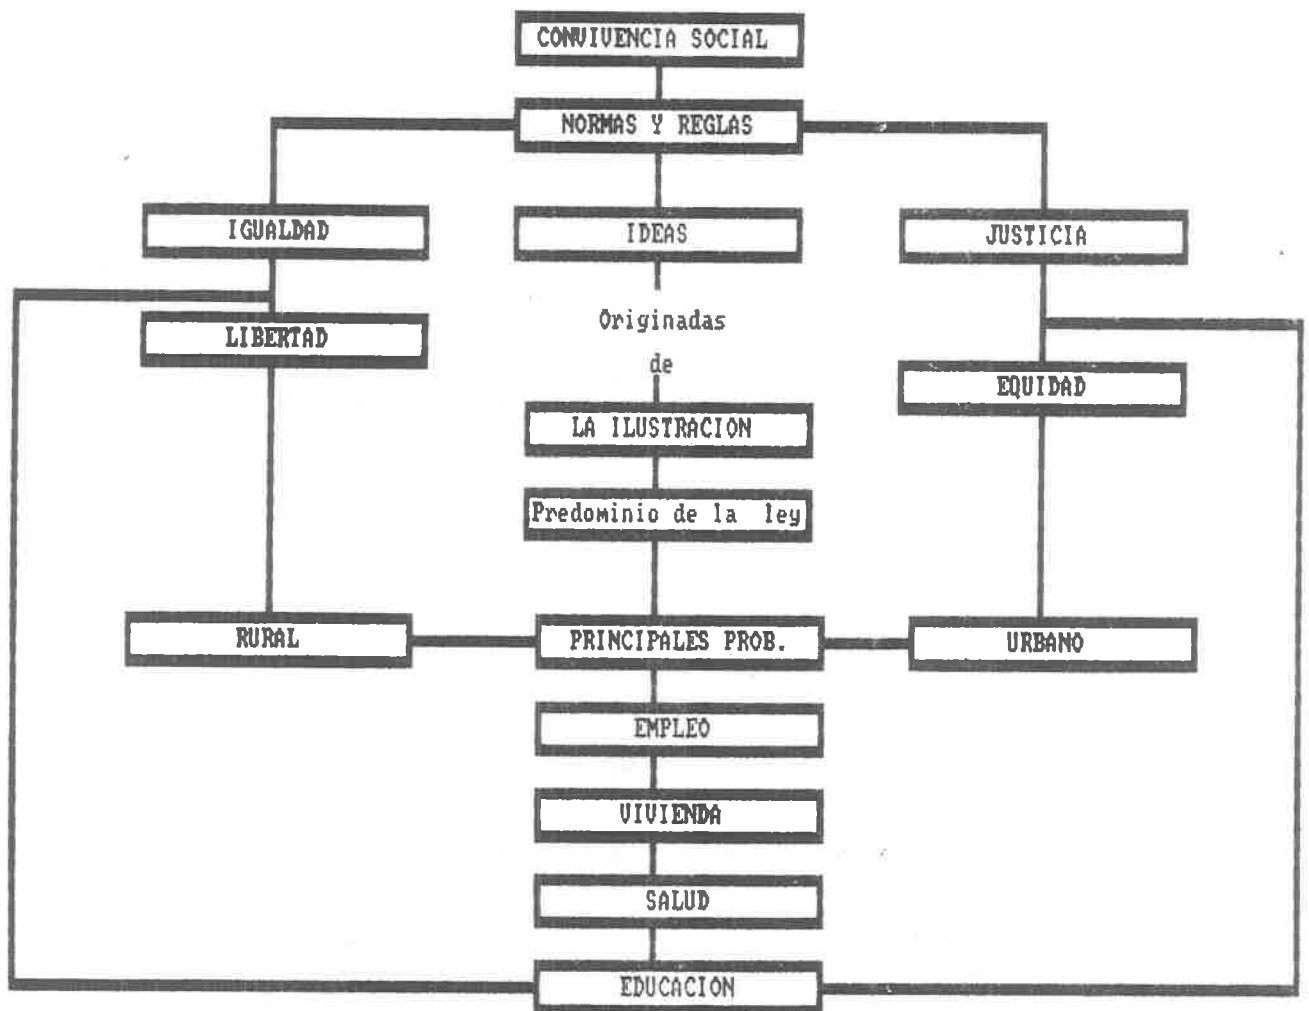 CONVIVENCIA SOCIAL
NORMAS Y REGLAS
IGUALDAD
IDEAS
JUSTICIA
LIBERTAD
Originadas
de
EQUIDAD
LA ILUSTRACION
Predominio de la ley
RURAL
PRINCIPALES PROB.
URBANO
EMPLEO
VIVIENDA
SALUD
EDUCACION